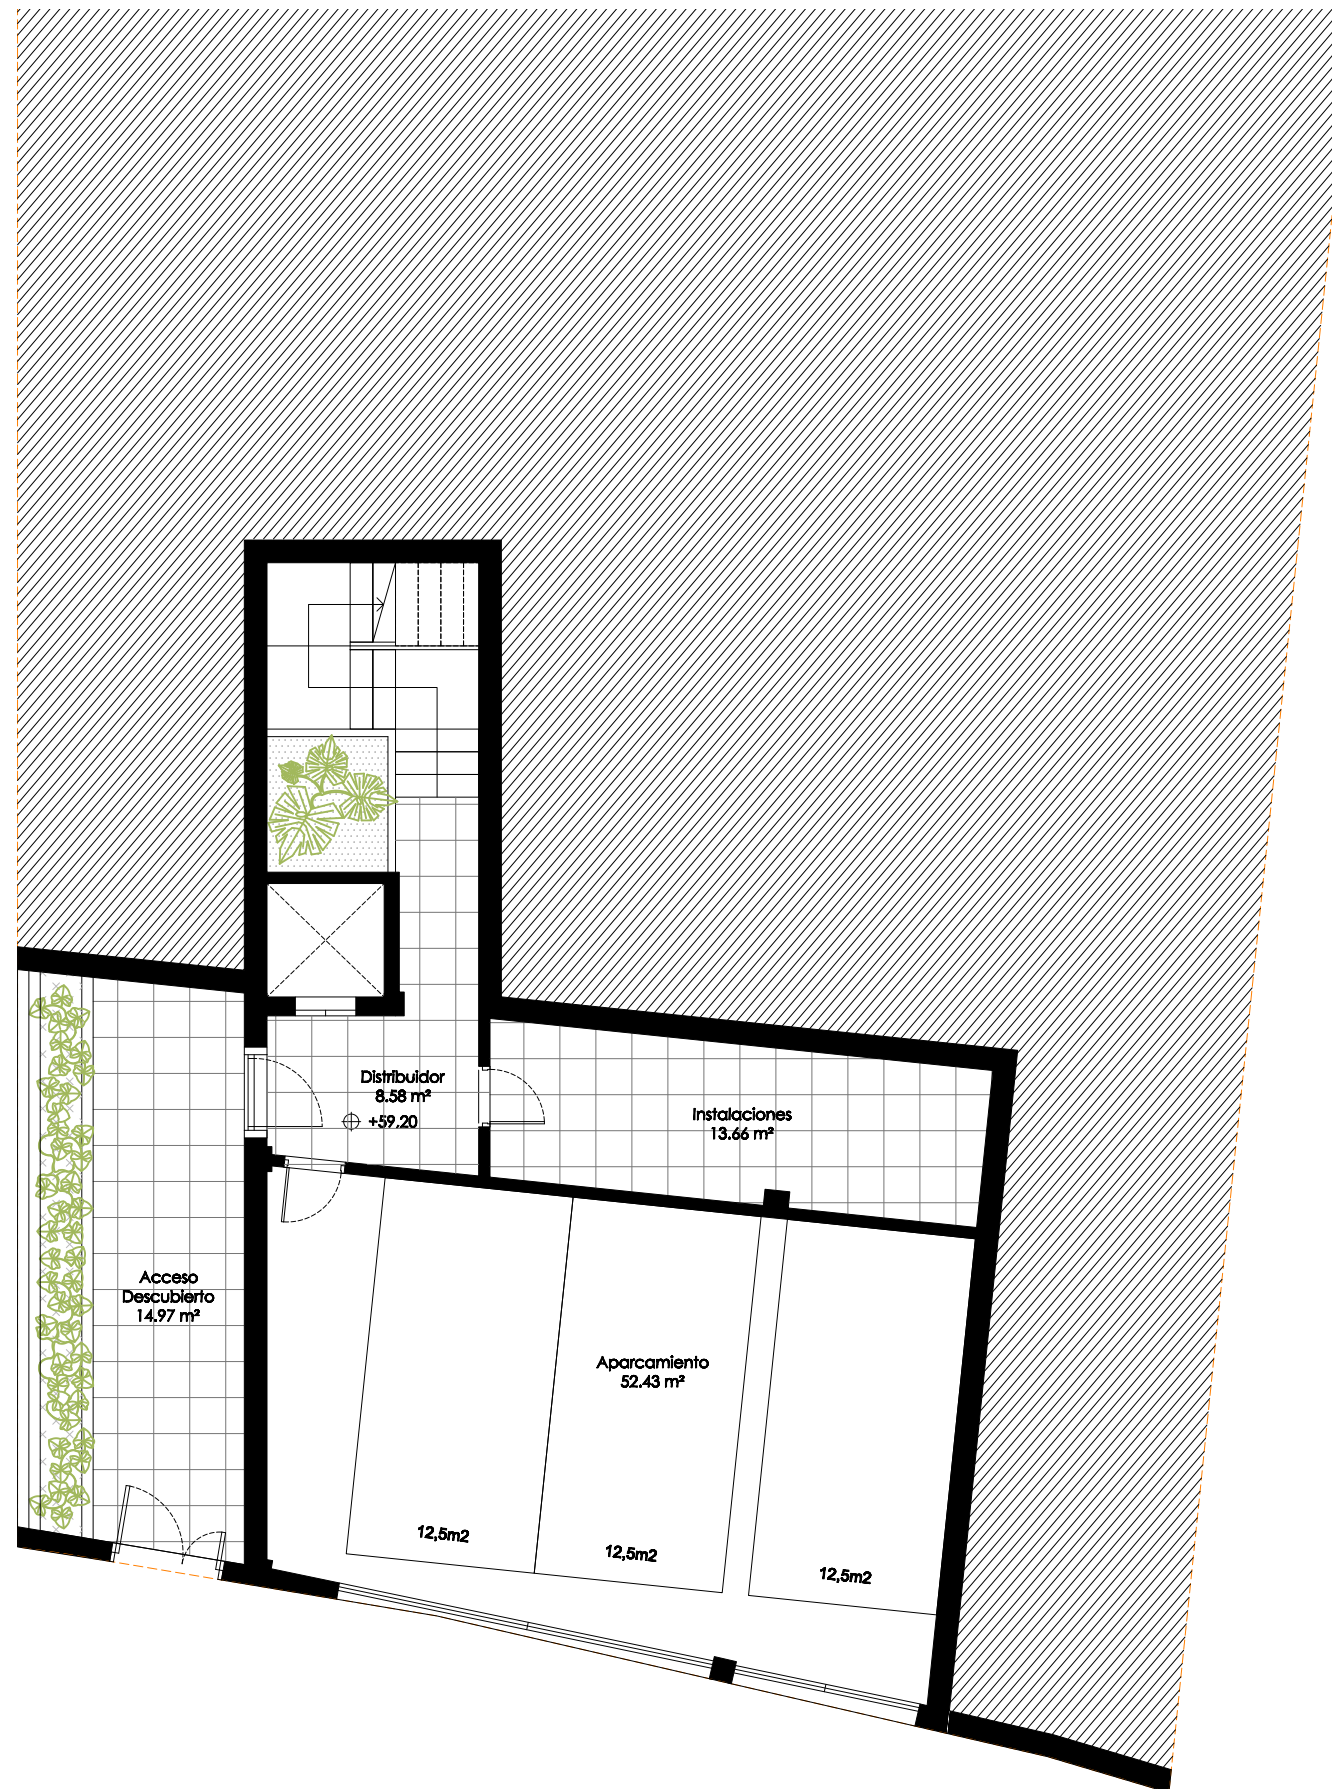 Distribuidor
8.58 m²
+59.20
Instalaciones
13.66 m²
Acceso
Descubierto
14.97 m²
Aparcamiento
52.43 m²
12,5m2
12,5m2
12,5m2